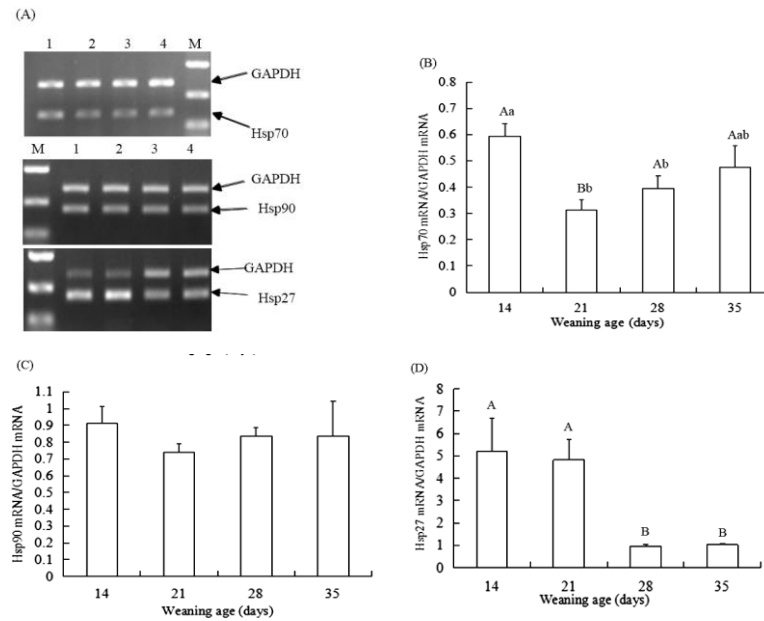 (A)
1 2 3 4 M
GAPDH
Hsp70
M 1 2 3 4
GAPDH
Hsp90
GAPDH
Hsp27
(B)
Hsp70 mRNA/GAPDH mRNA
0.8
0.7
0.6
0.5
0.4
0.3
0.2
0.1
0
Aa Bb Ab Aab
14 21 28 35
Weaning age (days)
(C)
Hsp90 mRNA/GAPDH mRNA
1.1
1
0.9
0.8
0.7
0.6
0.5
0.4
0.3
0.2
0.1
0
14 21 28 35
Weaning age (days)
(D)
Hsp27 mRNA/GAPDH mRNA
8
7
6
5
4
3
2
1
0
A A B B
14 21 28 35
Weaning age (days)